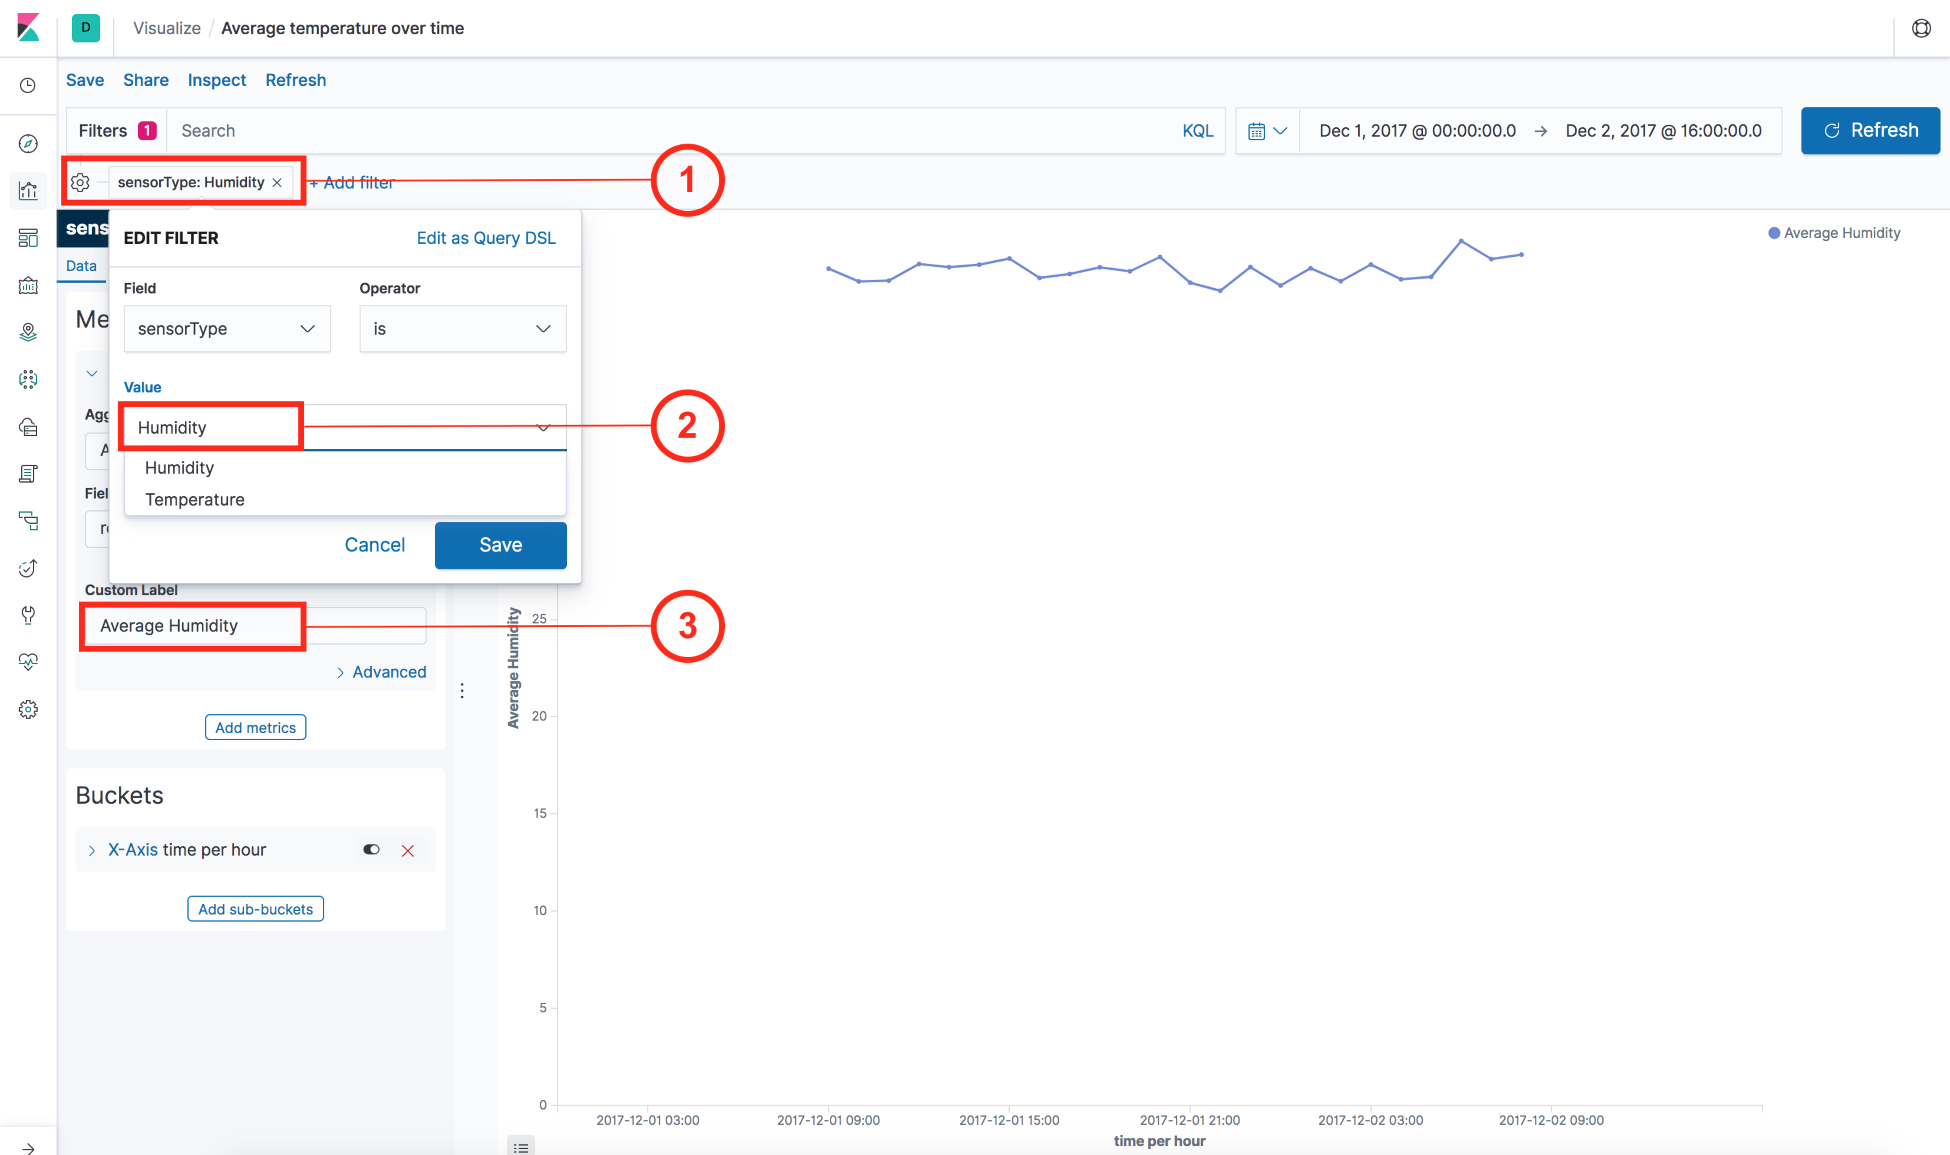 D
Visualize / Average temperature over time
Save Share Inspect Refresh
Filters 1 Search KQL Dec 1, 2017 @ 00:00:00.0 → Dec 2, 2017 @ 16:00:00.0 Refresh
sensorType: Humidity × + Add filter 1
sens
EDIT FILTER Edit as Query DSL
Average Humidity
Data
Field Operator
Me
sensorType is
Value
Agg
Humidity 2
A
Humidity
Fiel
Temperature
Cancel Save
Custom Label
Average Humidity 3
Advanced
Add metrics
Buckets
X-Axis time per hour
Add sub-buckets
Average Humidity
25
20
15
10
5
0
2017-12-01 03:00 2017-12-01 09:00 2017-12-01 15:00 2017-12-01 21:00 2017-12-02 03:00 2017-12-02 09:00
time per hour